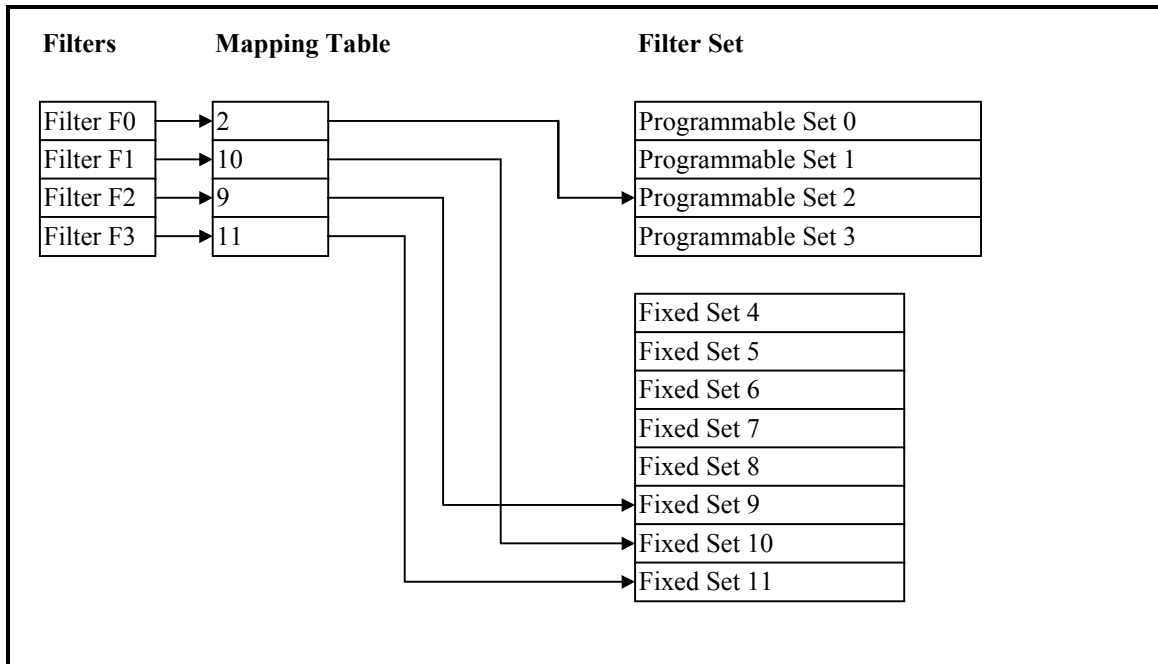 Filters
Mapping Table
Filter Set
Filter F0
2
Programmable Set 0
Filter F1
10
Programmable Set 1
Filter F2
9
Programmable Set 2
Filter F3
11
Programmable Set 3
Fixed Set 4
Fixed Set 5
Fixed Set 6
Fixed Set 7
Fixed Set 8
Fixed Set 9
Fixed Set 10
Fixed Set 11